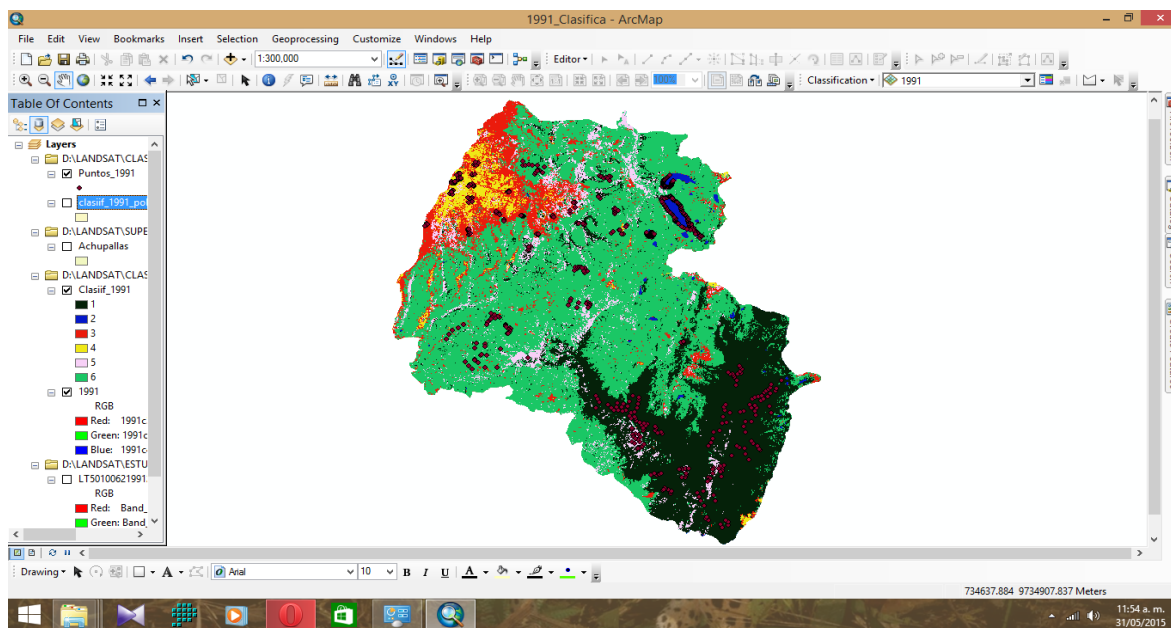 1991_Clasifica - ArcMap
File Edit View Bookmarks Insert Selection Geoprocessing Customize Windows Help
1:300,000
Editor
100%
Classification 1991
Table Of Contents
Layers
D:\LANDSAT\CLAS
Puntos_1991
clasiif_1991_pol
D:\LANDSAT\SUPE
Achupallas
D:\LANDSAT\CLAS
Clasiif_1991
1
2
3
4
5
6
1991
RGB
Red: 1991c
Green: 1991c
Blue: 1991c
D:\LANDSAT\ESTU
LT50100621991
RGB
Red: Band_
Green: Band_
Drawing A Arial 10 B I U A
734637.884 9734907.837 Meters
11:54 a. m.
31/05/2015